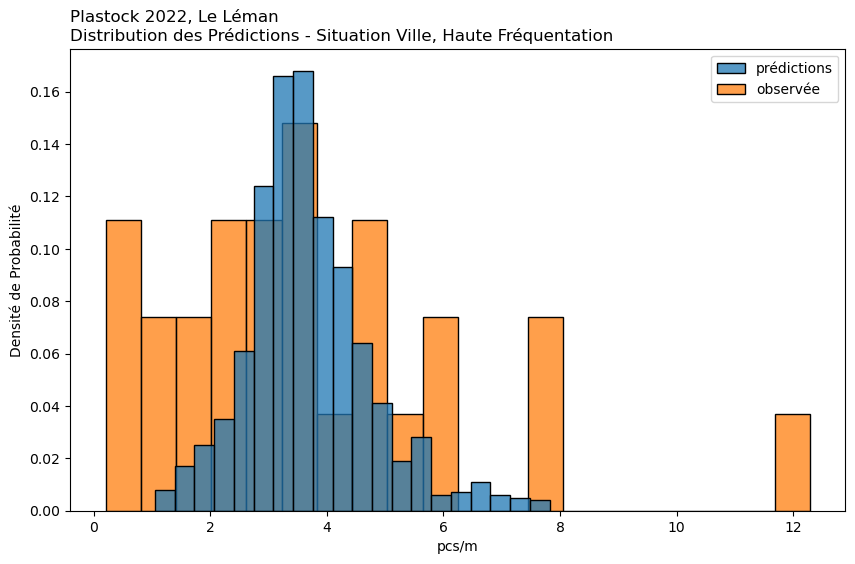 Plastock 2022, Le Léman
Distribution des Prédictions - Situation Ville, Haute Fréquentation
prédictions
observée
Densité de Probabilité
0.16
0.14
0.12
0.10
0.08
0.06
0.04
0.02
0.00
0 2 4 6 8 10 12
pcs/m